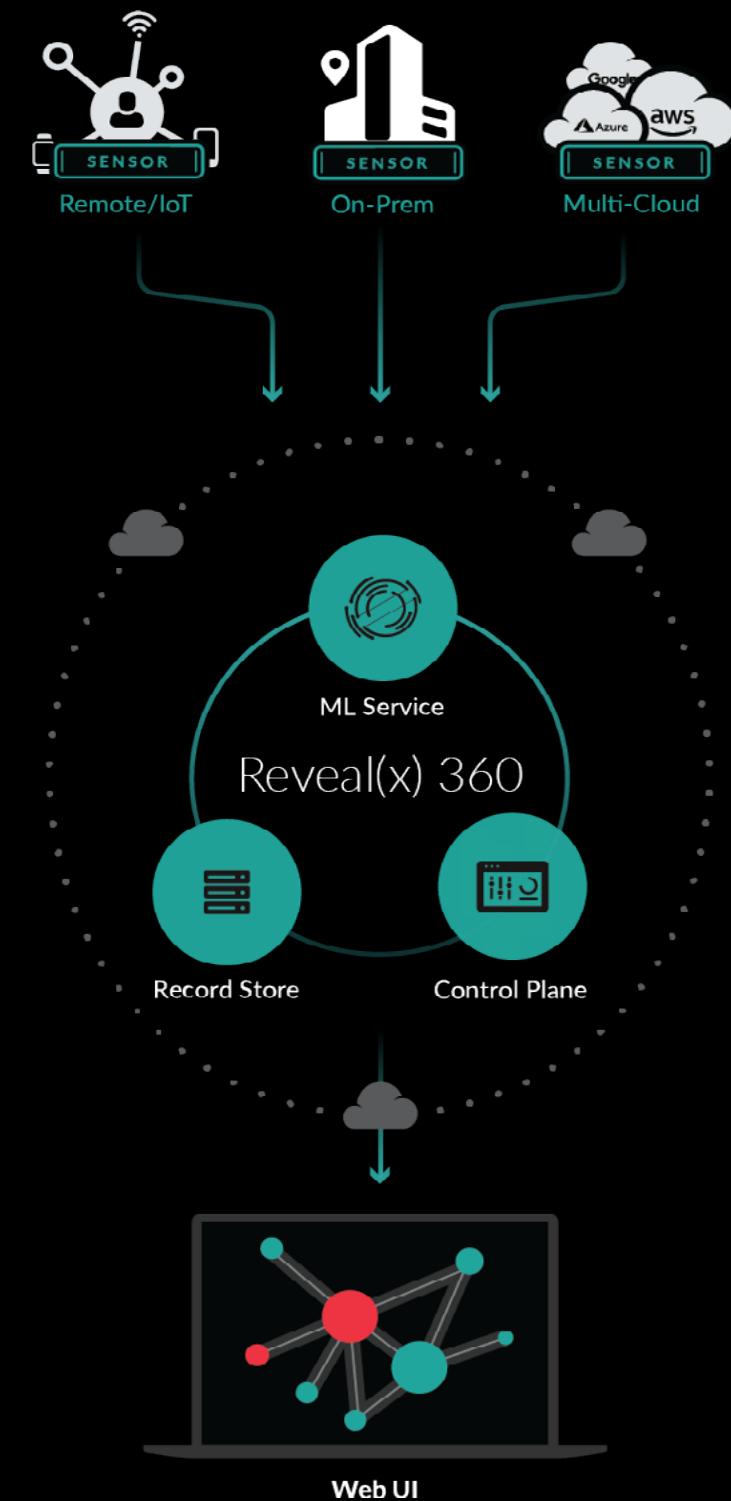 Google
Azure
aws
SENSOR
SENSOR
SENSOR
Remote/IoT
On-Prem
Multi-Cloud
ML Service
Reveal(x) 360
Record Store
Control Plane
Web UI